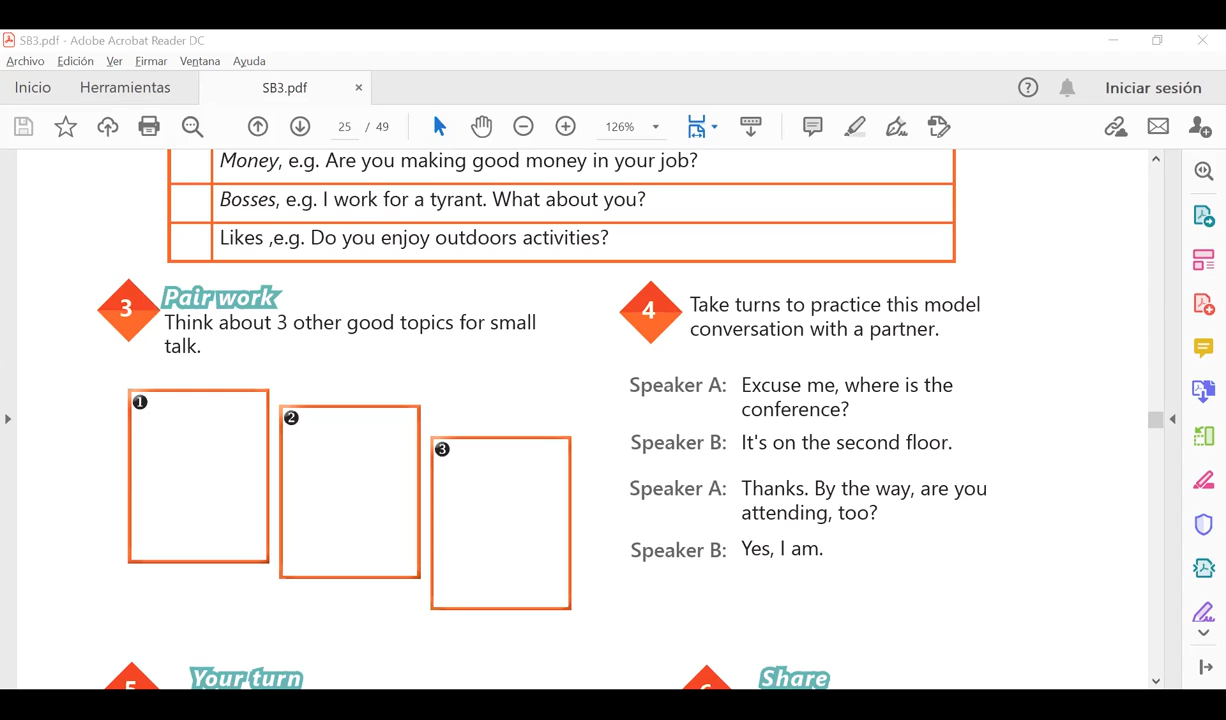 SB3.pdf - Adobe Acrobat Reader DC
Archivo Edición Ver Firmar Ventana Ayuda
Inicio Herramientas SB3.pdf × Iniciar sesión
25 / 49 126%
Money, e.g. Are you making good money in your job?
Bosses, e.g. I work for a tyrant. What about you?
Likes ,e.g. Do you enjoy outdoors activities?
3 Pair work
Think about 3 other good topics for small
talk.
1
2
3
4 Take turns to practice this model
conversation with a partner.
Speaker A: Excuse me, where is the
conference?
Speaker B: It's on the second floor.
Speaker A: Thanks. By the way, are you
attending, too?
Speaker B: Yes, I am.
5 Your turn
6 Share